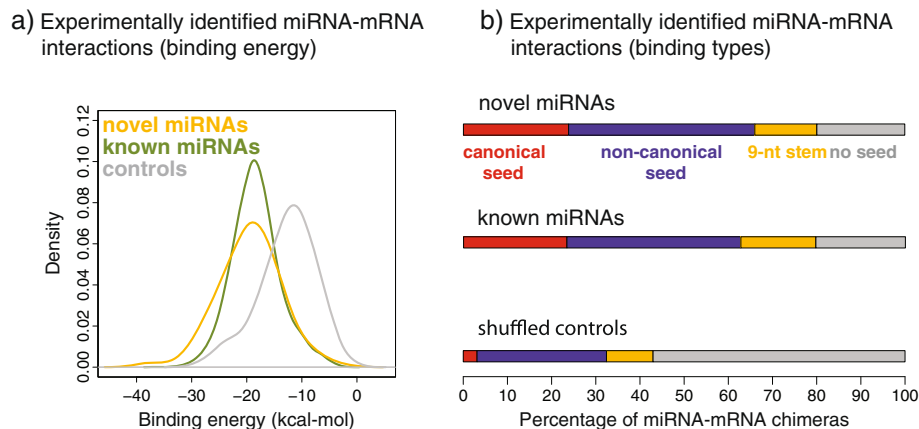 a) Experimentally identified miRNA-mRNA
interactions (binding energy)
0.12
0.10
0.08
0.06
0.04
0.02
0.00
Density
novel miRNAs
known miRNAs
controls
−40 −30 −20 −10 0
Binding energy (kcal-mol)
b) Experimentally identified miRNA-mRNA
interactions (binding types)
novel miRNAs
canonical
seed
non-canonical
seed
9-nt stem
no seed
known miRNAs
shuffled controls
0 10 20 30 40 50 60 70 80 90 100
Percentage of miRNA-mRNA chimeras